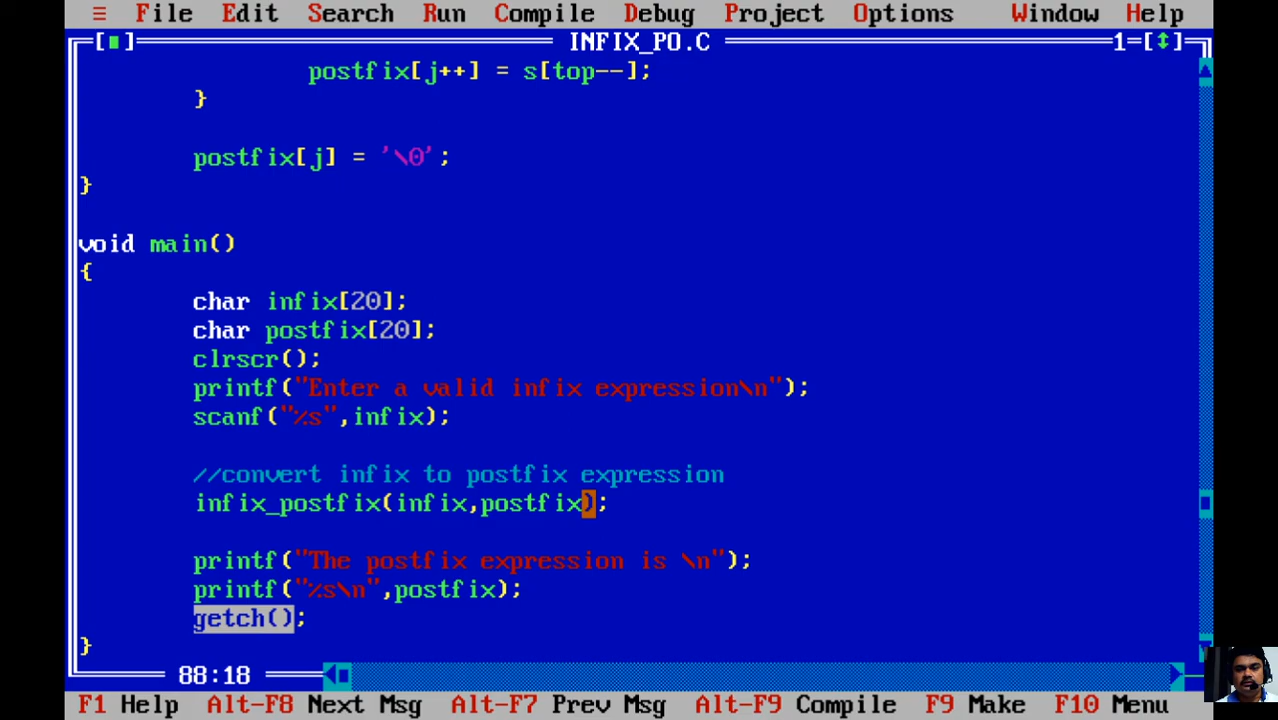 ≡ File Edit Search Run Compile Debug Project Options Window Help
[■] INFIX_PO.C 1=[↕]
postfix[j++] = s[top--];
}
postfix[j] = '\0';
}
void main()
{
char infix[20];
char postfix[20];
clrscr();
printf("Enter a valid infix expression\n");
scanf("%s",infix);
//convert infix to postfix expression
infix_postfix(infix,postfix);
printf("The postfix expression is \n");
printf("%s\n",postfix);
getch();
}
88:18
F1 Help Alt-F8 Next Msg Alt-F7 Prev Msg Alt-F9 Compile F9 Make F10 Menu